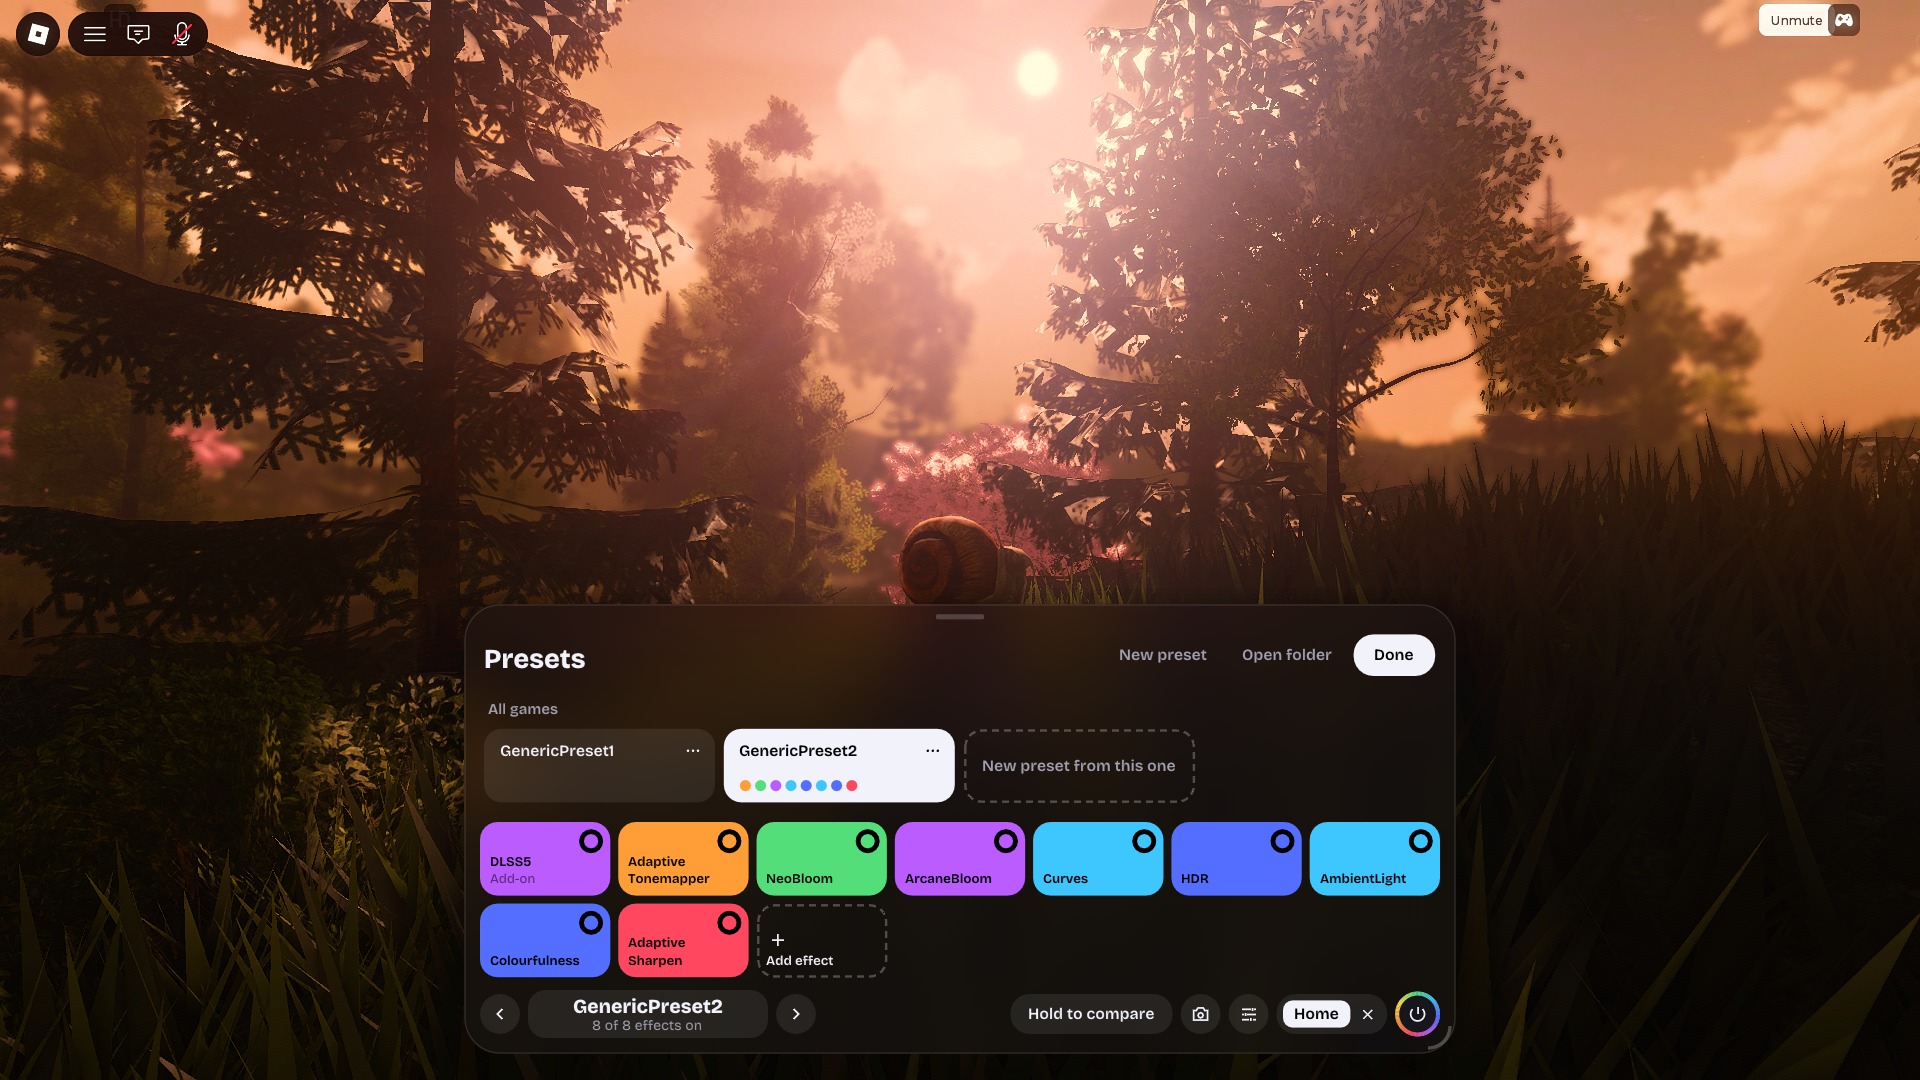 Unmute
Presets
New preset
Open folder
Done
All games
GenericPreset1
GenericPreset2
New preset from this one
DLSS5
Add-on
Adaptive
Tonemapper
NeoBloom
ArcaneBloom
Curves
HDR
AmbientLight
Colourfulness
Adaptive
Sharpen
Add effect
GenericPreset2
8 of 8 effects on
Hold to compare
Home